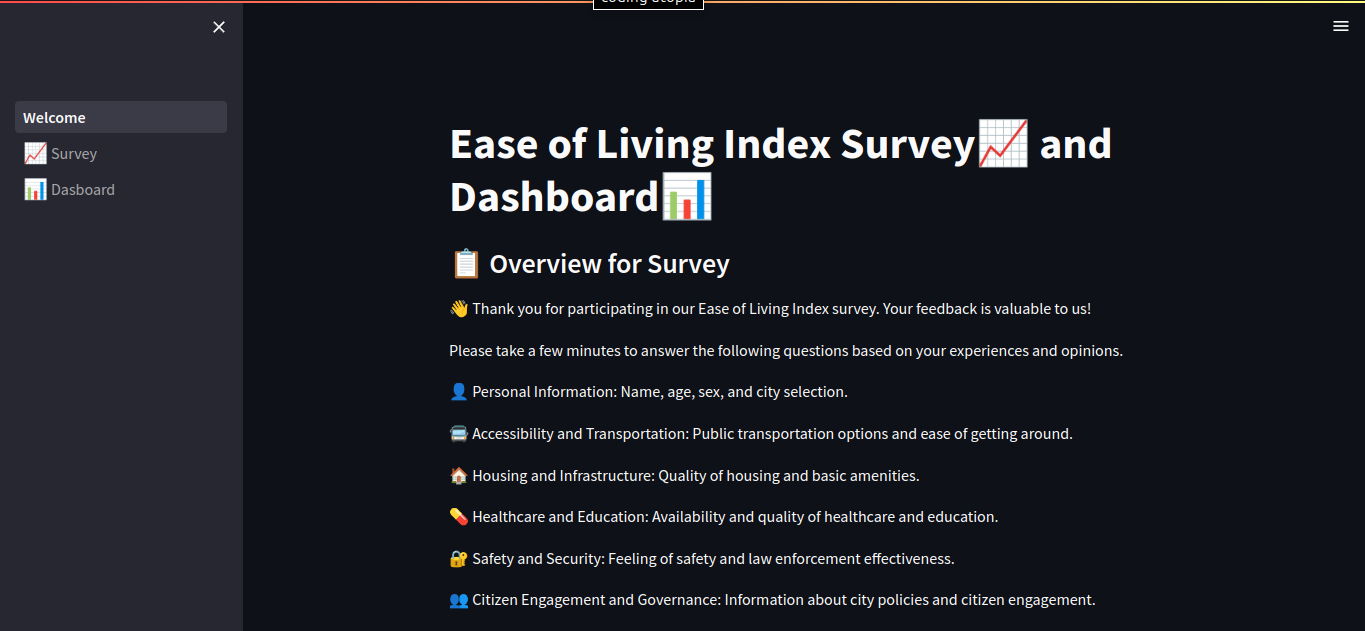 Welcome
Survey
Dasboard
Ease of Living Index Survey📈 and
Dashboard📊
📋 Overview for Survey
👋 Thank you for participating in our Ease of Living Index survey. Your feedback is valuable to us!
Please take a few minutes to answer the following questions based on your experiences and opinions.
👤 Personal Information: Name, age, sex, and city selection.
🚍 Accessibility and Transportation: Public transportation options and ease of getting around.
🏠 Housing and Infrastructure: Quality of housing and basic amenities.
💊 Healthcare and Education: Availability and quality of healthcare and education.
🔐 Safety and Security: Feeling of safety and law enforcement effectiveness.
👥 Citizen Engagement and Governance: Information about city policies and citizen engagement.